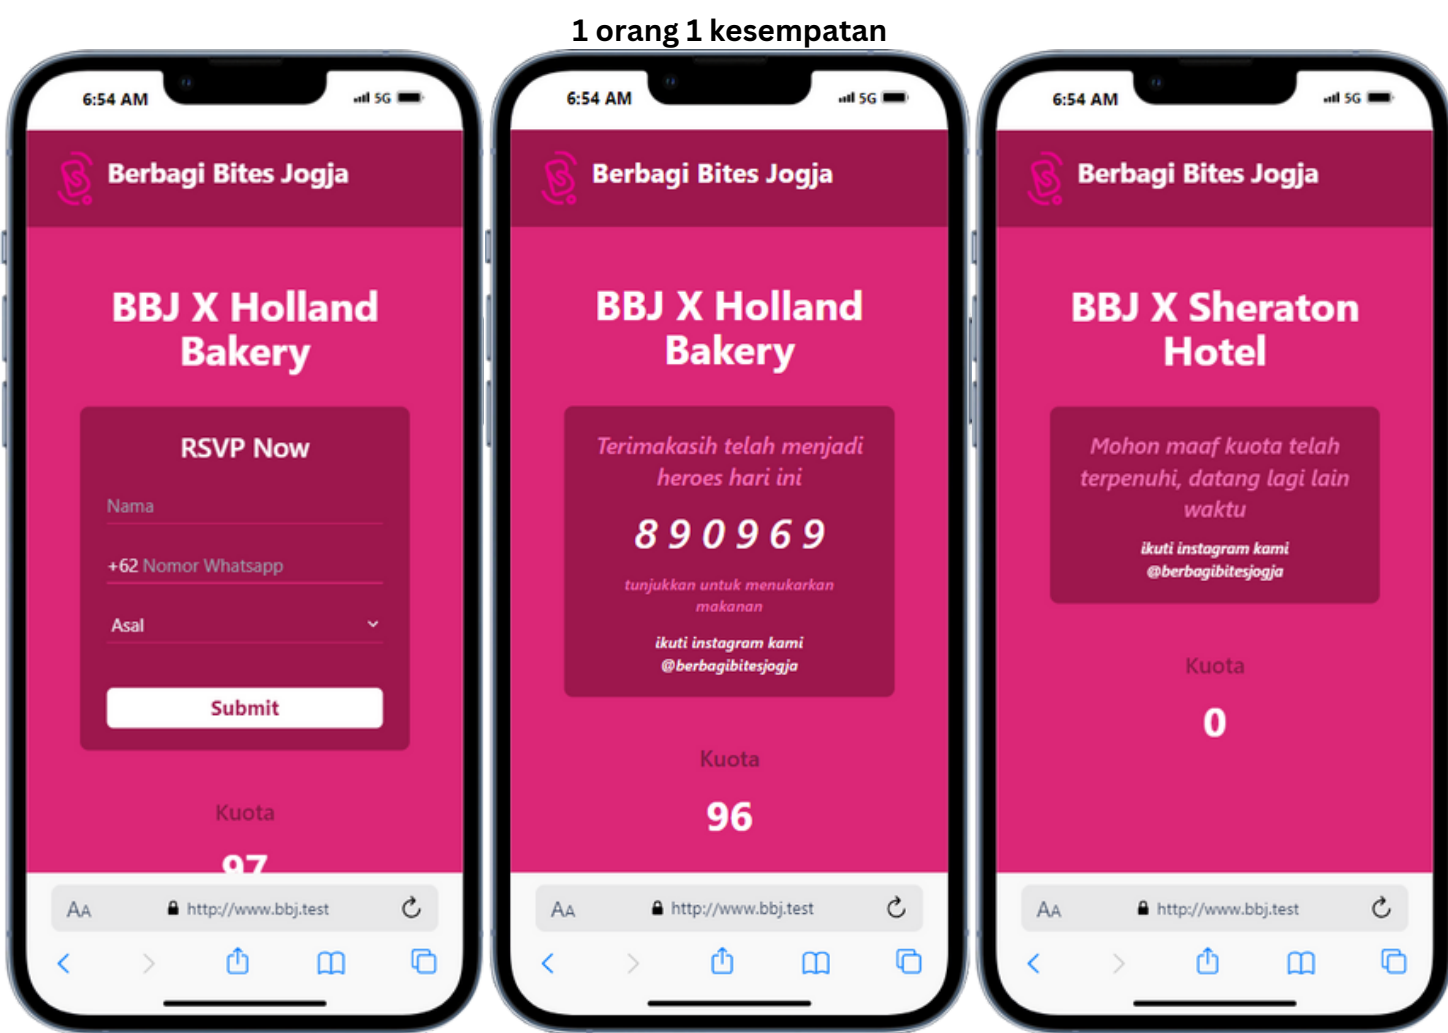 1 orang 1 kesempatan
6:54 AM
5G
Berbagi Bites Jogja
BBJ X Holland
Bakery
RSVP Now
Nama
+62 Nomor Whatsapp
Asal
Submit
Kuota
97
AA
http://www.bbj.test
6:54 AM
5G
Berbagi Bites Jogja
BBJ X Holland
Bakery
Terimakasih telah menjadi
heroes hari ini
890969
tunjukkan untuk menukarkan
makanan
ikuti instagram kami
@berbagibitesjogja
Kuota
96
AA
http://www.bbj.test
6:54 AM
5G
Berbagi Bites Jogja
BBJ X Sheraton
Hotel
Mohon maaf kuota telah
terpenuhi, datang lagi lain
waktu
ikuti instagram kami
@berbagibitesjogja
Kuota
0
AA
http://www.bbj.test